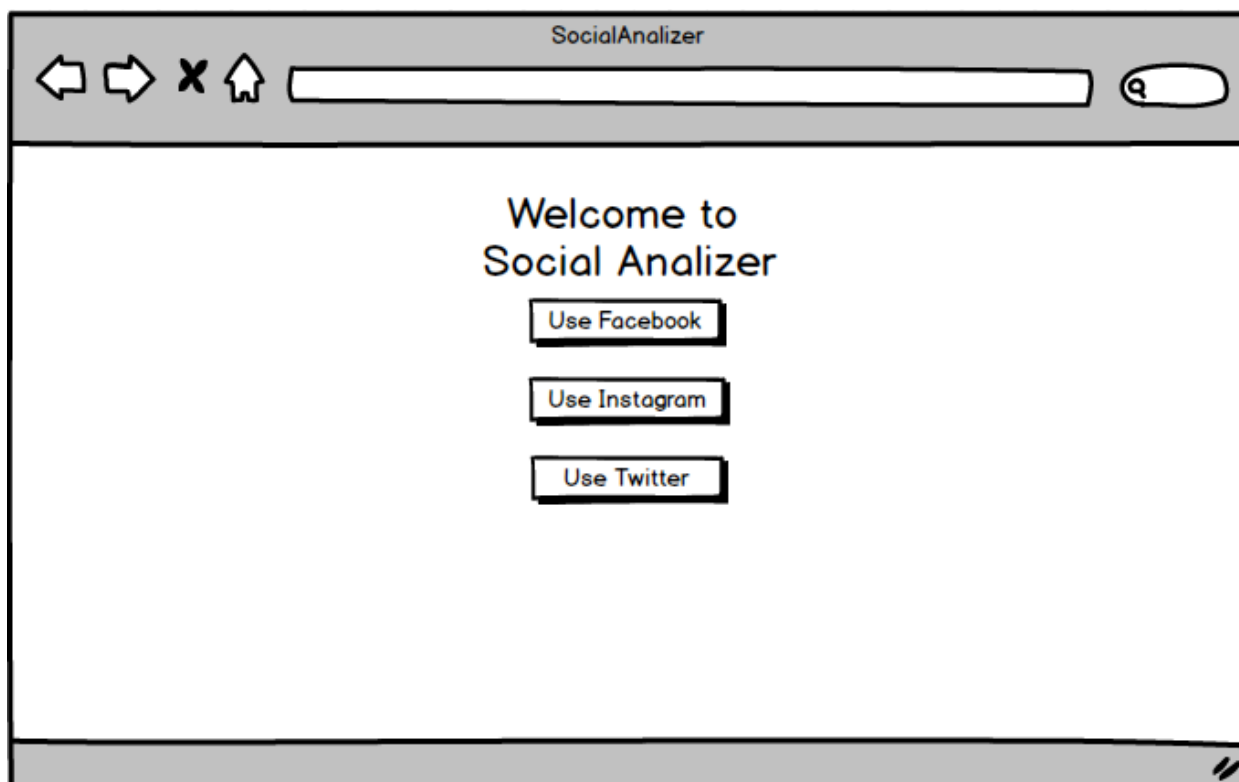 SocialAnalizer
Welcome to
Social Analizer
Use Facebook
Use Instagram
Use Twitter